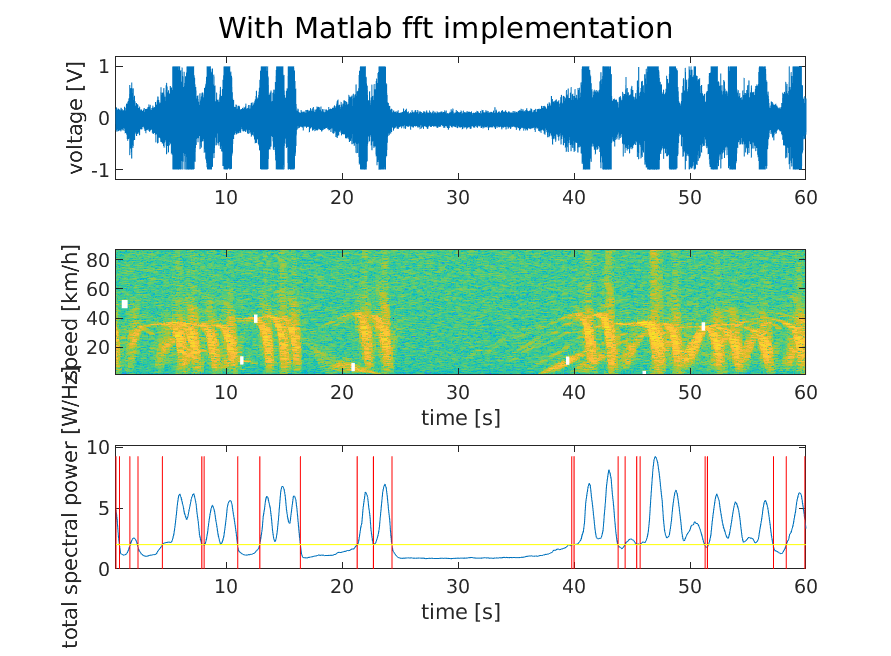 With Matlab fft implementation
voltage [V]
1
0
-1
10 20 30 40 50 60
speed [km/h]
80
60
40
20
10 20 30 40 50 60
time [s]
total spectral power [W/Hz]
10
5
0
10 20 30 40 50 60
time [s]